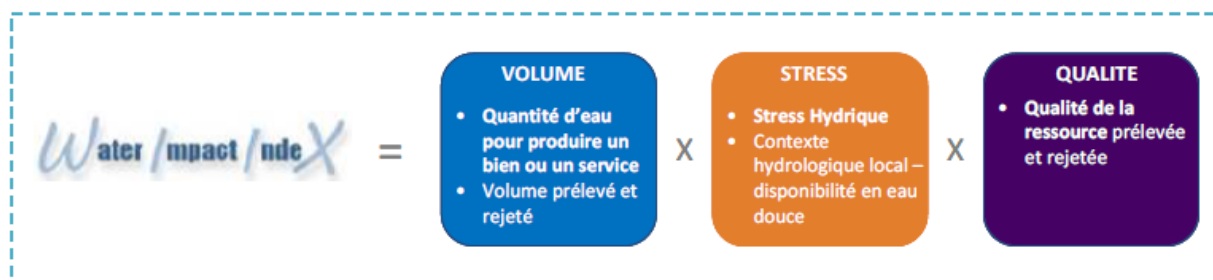 Water Impact IndeX
=
VOLUME
• Quantité d'eau
pour produire un
bien ou un service
• Volume prélevé et
rejeté
X
STRESS
• Stress Hydrique
• Contexte
hydrologique local –
disponibilité en eau
douce
X
QUALITE
• Qualité de la
ressource prélevée
et rejetée